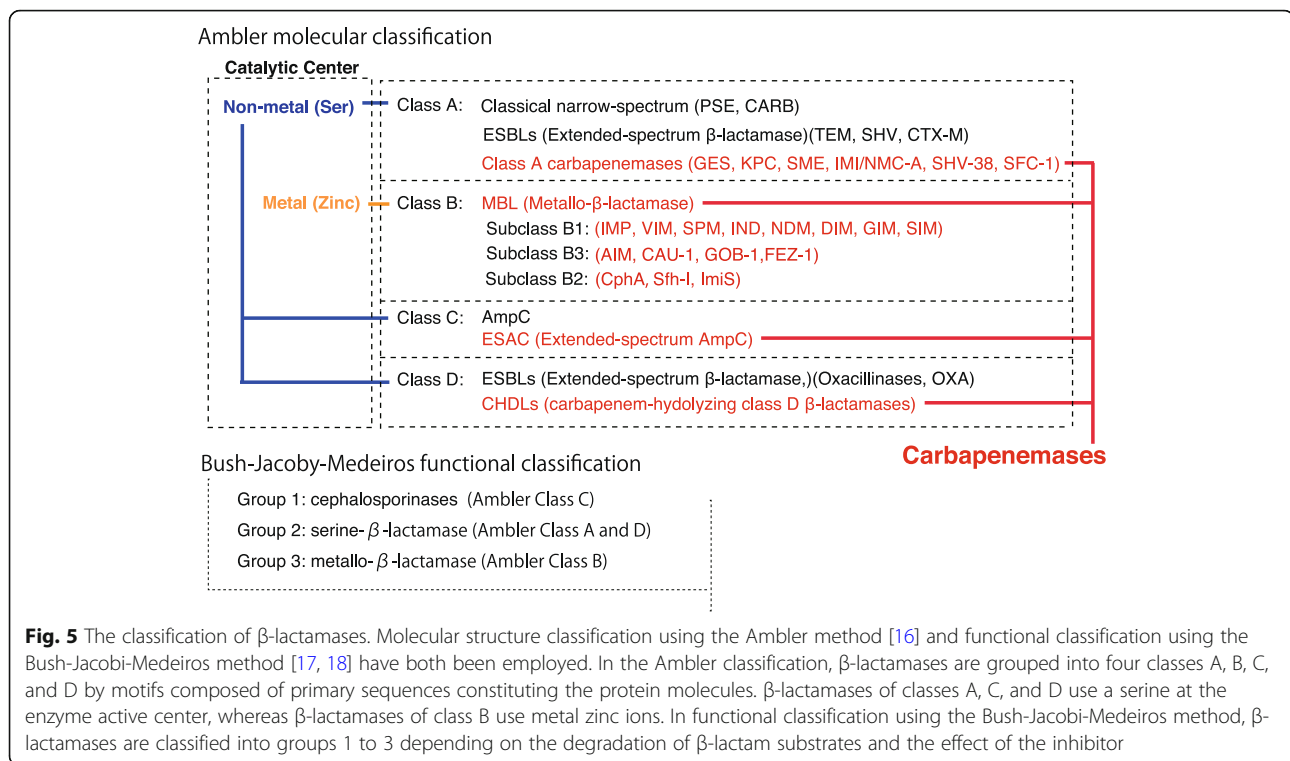 Ambler molecular classification
Catalytic Center
Non-metal (Ser)
Class A: Classical narrow-spectrum (PSE, CARB)
ESBLs (Extended-spectrum β-lactamase)(TEM, SHV, CTX-M)
Class A carbapenemases (GES, KPC, SME, IMI/NMC-A, SHV-38, SFC-1)
Metal (Zinc)
Class B: MBL (Metallo-β-lactamase)
Subclass B1: (IMP, VIM, SPM, IND, NDM, DIM, GIM, SIM)
Subclass B3: (AIM, CAU-1, GOB-1,FEZ-1)
Subclass B2: (CphA, Sfh-I, ImiS)
Class C: AmpC
ESAC (Extended-spectrum AmpC)
Class D: ESBLs (Extended-spectrum β-lactamase,)(Oxacillinases, OXA)
CHDLs (carbapenem-hydolyzing class D β-lactamases)
Carbapenemases
Bush-Jacoby-Medeiros functional classification
Group 1: cephalosporinases (Ambler Class C)
Group 2: serine-β-lactamase (Ambler Class A and D)
Group 3: metallo-β-lactamase (Ambler Class B)
Fig. 5 The classification of β-lactamases. Molecular structure classification using the Ambler method [16] and functional classification using the
Bush-Jacobi-Medeiros method [17, 18] have both been employed. In the Ambler classification, β-lactamases are grouped into four classes A, B, C,
and D by motifs composed of primary sequences constituting the protein molecules. β-lactamases of classes A, C, and D use a serine at the
enzyme active center, whereas β-lactamases of class B use metal zinc ions. In functional classification using the Bush-Jacobi-Medeiros method, β-
lactamases are classified into groups 1 to 3 depending on the degradation of β-lactam substrates and the effect of the inhibitor